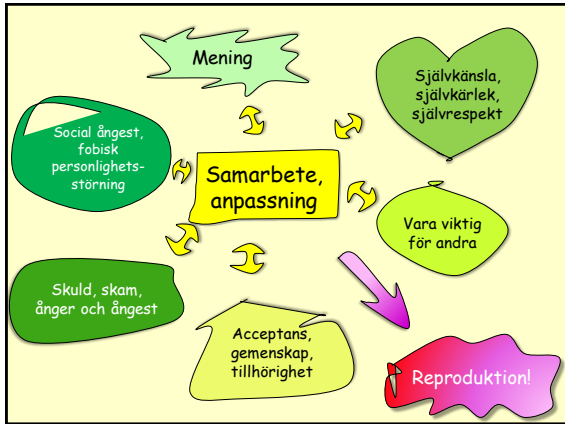 Mening
Självkänsla,
självkärlek,
självrespekt
Social ångest,
fobisk
personlighets-
störning
Samarbete,
anpassning
Vara viktig
för andra
Skuld, skam,
ånger och ångest
Acceptans,
gemenskap,
tillhörighet
Reproduktion!